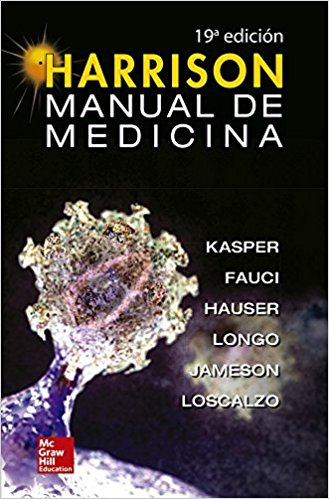 19ª edición
HARRISON
MANUAL DE
MEDICINA
KASPER
FAUCI
HAUSER
LONGO
JAMESON
LOSCALZO
Mc
Graw
Hill
Education